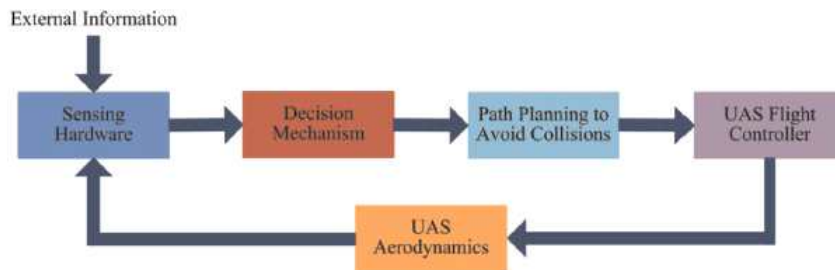 External Information
Sensing
Hardware
Decision
Mechanism
Path Planning to
Avoid Collisions
UAS Flight
Controller
UAS
Aerodynamics